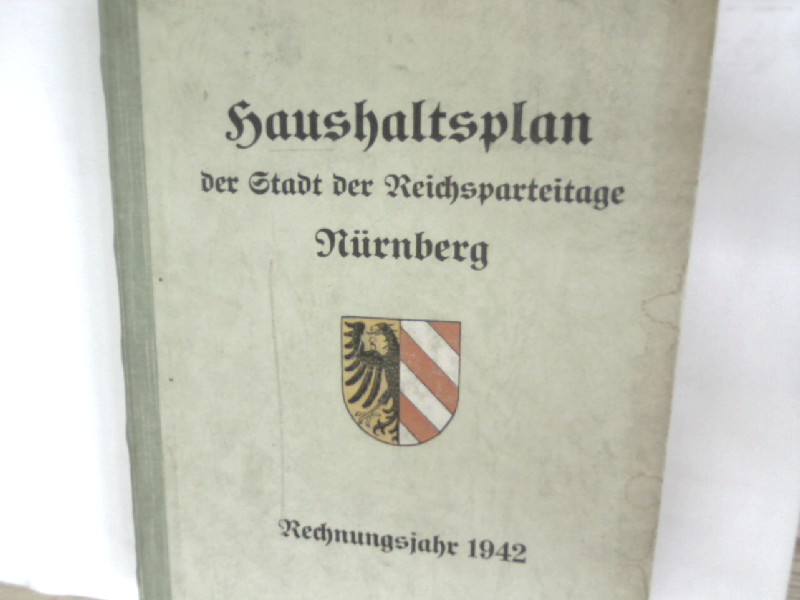 Haushaltsplan
der Stadt der Reichsparteitage
Nürnberg
Rechnungsjahr 1942